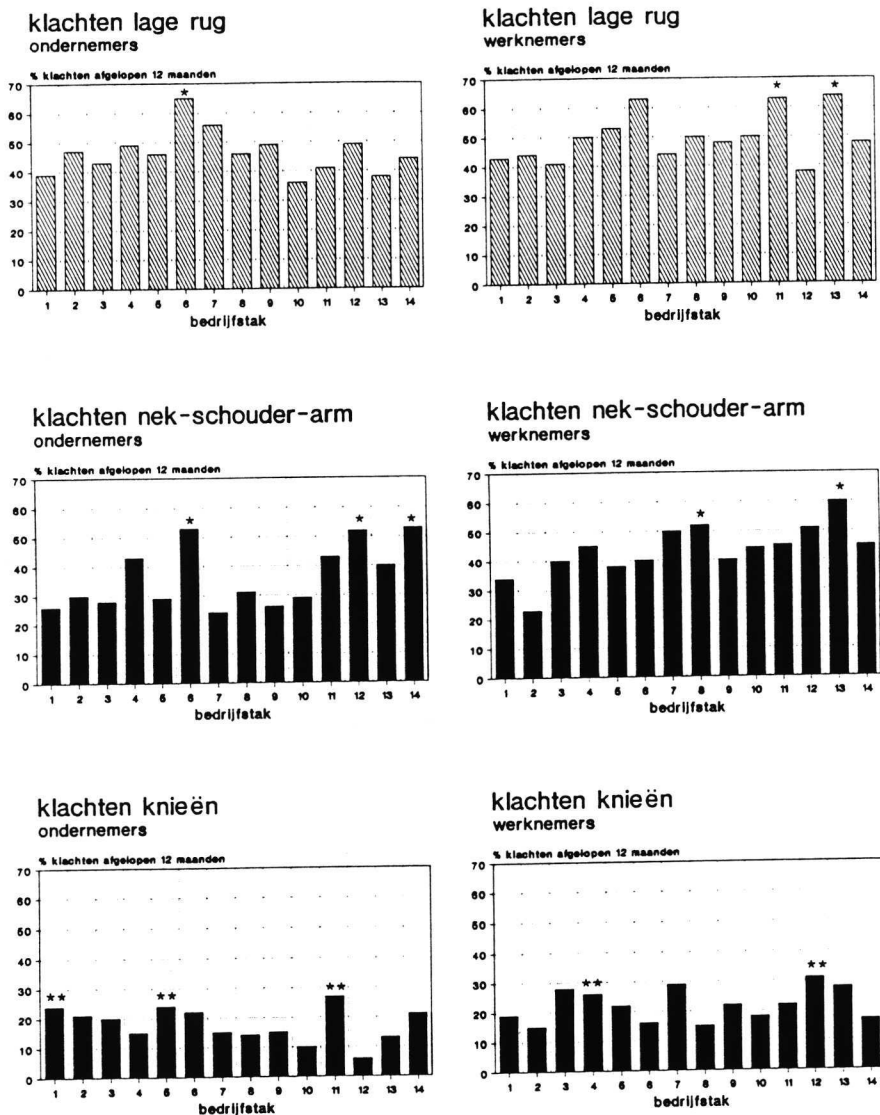 klachten lage rug
ondernemers
% klachten afgelopen 12 maanden
70
60
50
40
30
20
10
0
*
1 2 3 4 5 6 7 8 9 10 11 12 13 14
bedrijfstak
klachten lage rug
werknemers
% klachten afgelopen 12 maanden
70
60
50
40
30
20
10
0
* *
1 2 3 4 5 6 7 8 9 10 11 12 13 14
bedrijfstak
klachten nek-schouder-arm
ondernemers
% klachten afgelopen 12 maanden
70
60
50
40
30
20
10
0
* * *
1 2 3 4 5 6 7 8 9 10 11 12 13 14
bedrijfstak
klachten nek-schouder-arm
werknemers
% klachten afgelopen 12 maanden
70
60
50
40
30
20
10
0
* *
1 2 3 4 5 6 7 8 9 10 11 12 13 14
bedrijfstak
klachten knieën
ondernemers
% klachten afgelopen 12 maanden
70
60
50
40
30
20
10
0
** ** **
1 2 3 4 5 6 7 8 9 10 11 12 13 14
bedrijfstak
klachten knieën
werknemers
% klachten afgelopen 12 maanden
70
60
50
40
30
20
10
0
** **
1 2 3 4 5 6 7 8 9 10 11 12 13 14
bedrijfstak